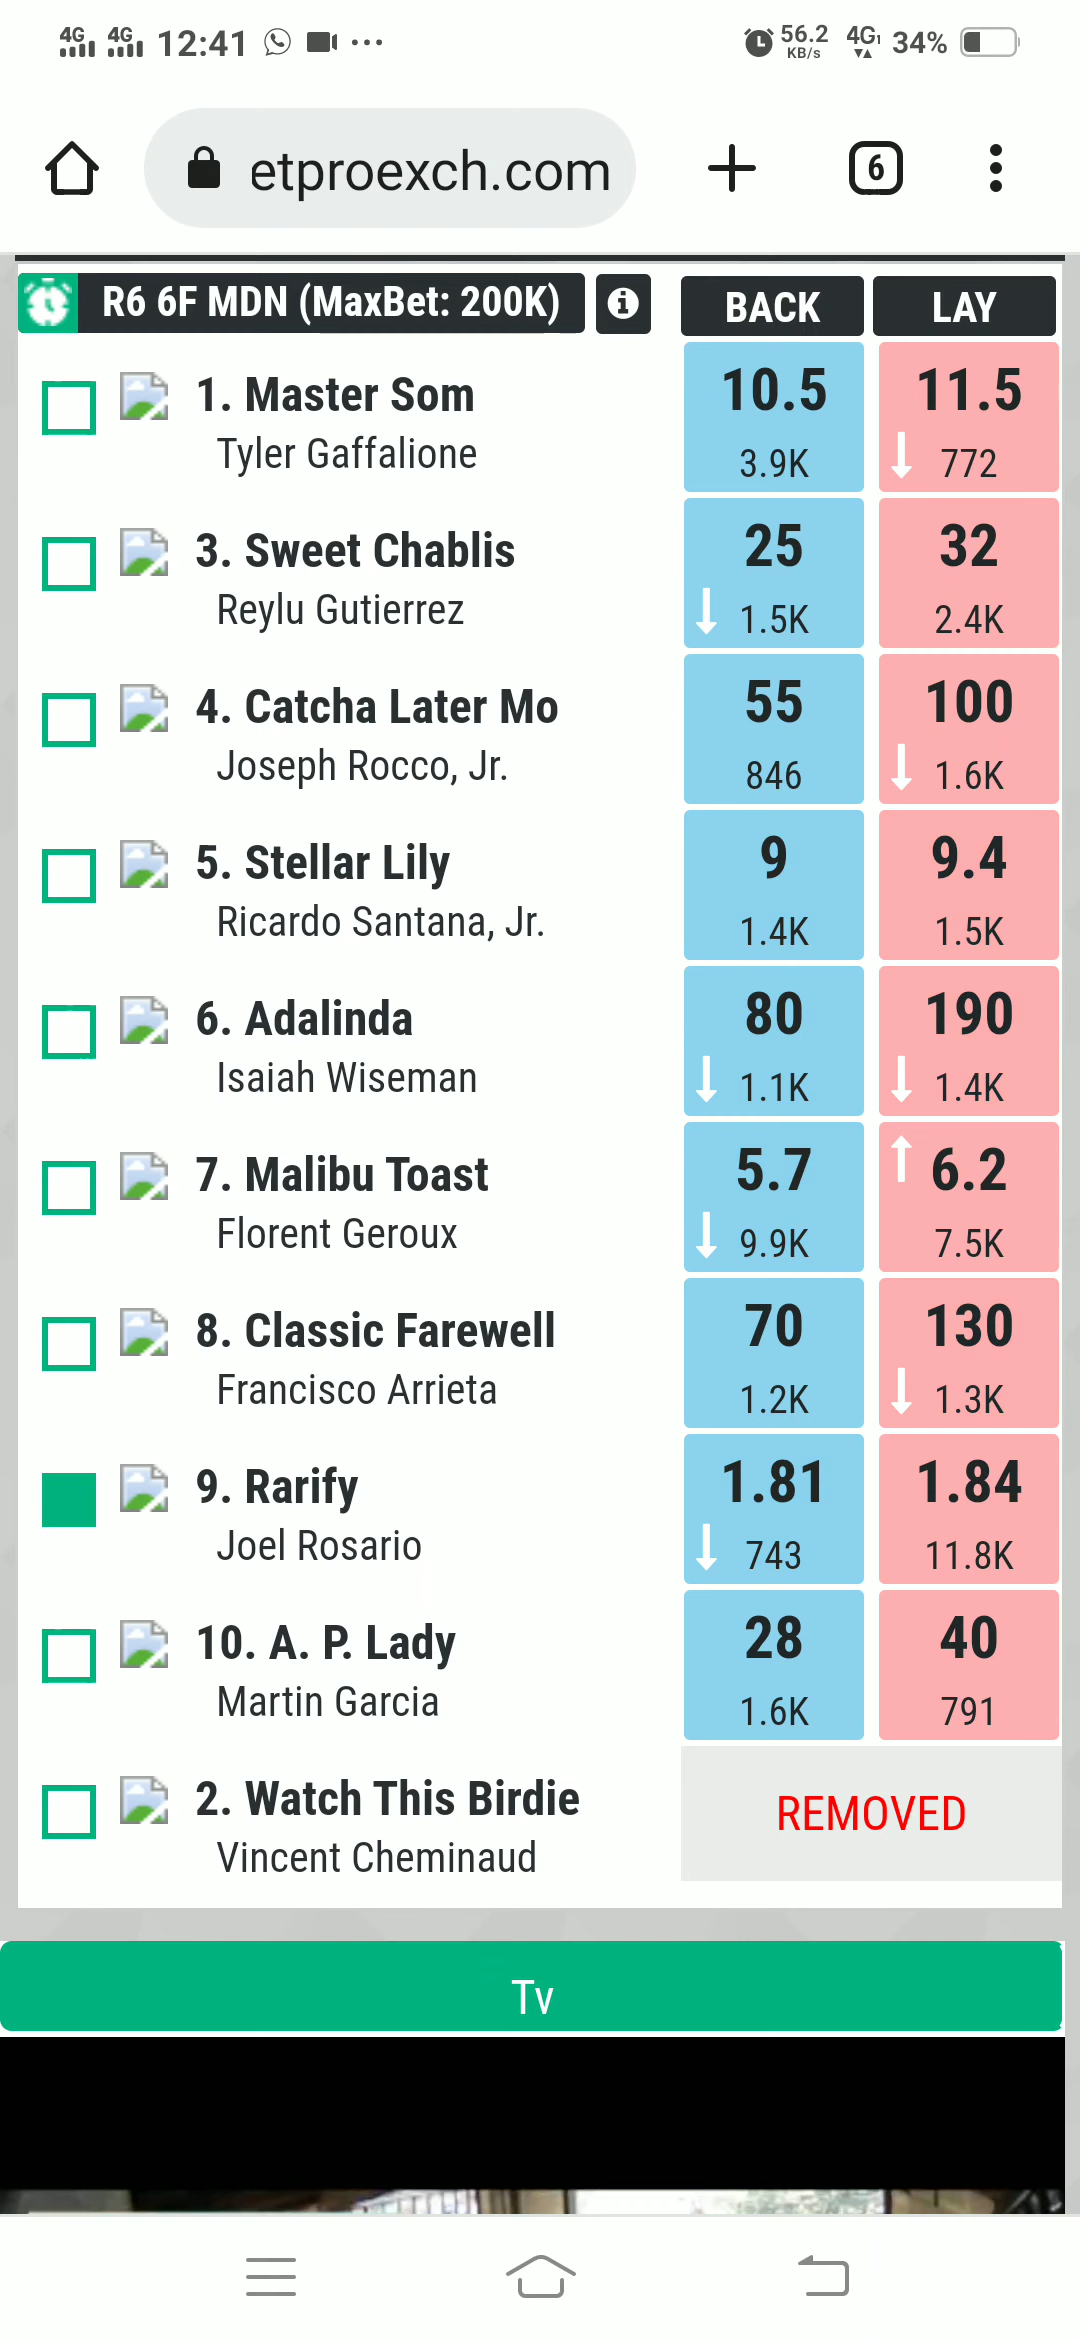 4G 4G 12:41 56.2 KB/s 4G1 34%
etproexch.com 6
R6 6F MDN (MaxBet: 200K) i BACK LAY
1. Master Som 10.5 11.5
Tyler Gaffalione 3.9K 772
3. Sweet Chablis 25 32
Reylu Gutierrez 1.5K 2.4K
4. Catcha Later Mo 55 100
Joseph Rocco, Jr. 846 1.6K
5. Stellar Lily 9 9.4
Ricardo Santana, Jr. 1.4K 1.5K
6. Adalinda 80 190
Isaiah Wiseman 1.1K 1.4K
7. Malibu Toast 5.7 6.2
Florent Geroux 9.9K 7.5K
8. Classic Farewell 70 130
Francisco Arrieta 1.2K 1.3K
9. Rarify 1.81 1.84
Joel Rosario 743 11.8K
10. A. P. Lady 28 40
Martin Garcia 1.6K 791
2. Watch This Birdie REMOVED
Vincent Cheminaud
Tv